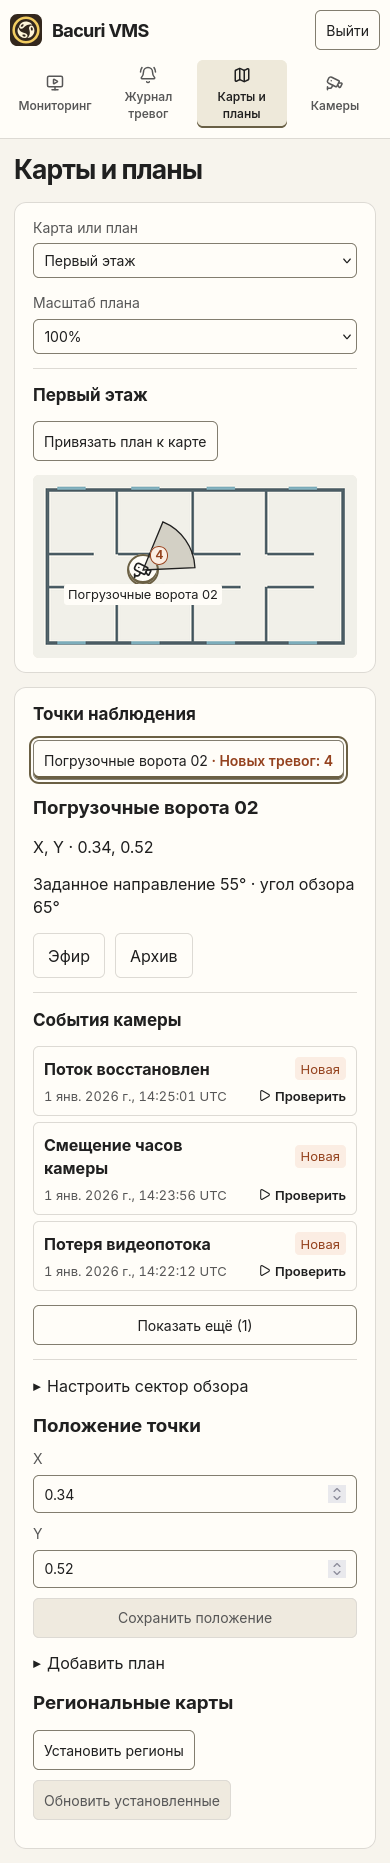 Bacuri VMS
Выйти
Мониторинг
Журнал
тревог
Карты и
планы
Камеры
Карты и планы
Карта или план
Первый этаж
Масштаб плана
100%
Первый этаж
Привязать план к карте
4
Погрузочные ворота 02
Точки наблюдения
Погрузочные ворота 02 · Новых тревог: 4
Погрузочные ворота 02
X, Y · 0.34, 0.52
Заданное направление 55° · угол обзора
65°
Эфир
Архив
События камеры
Поток восстановлен
Новая
1 янв. 2026 г., 14:25:01 UTC
Проверить
Смещение часов
камеры
Новая
1 янв. 2026 г., 14:23:56 UTC
Проверить
Потеря видеопотока
Новая
1 янв. 2026 г., 14:22:12 UTC
Проверить
Показать ещё (1)
Настроить сектор обзора
Положение точки
X
0.34
Y
0.52
Сохранить положение
Добавить план
Региональные карты
Установить регионы
Обновить установленные